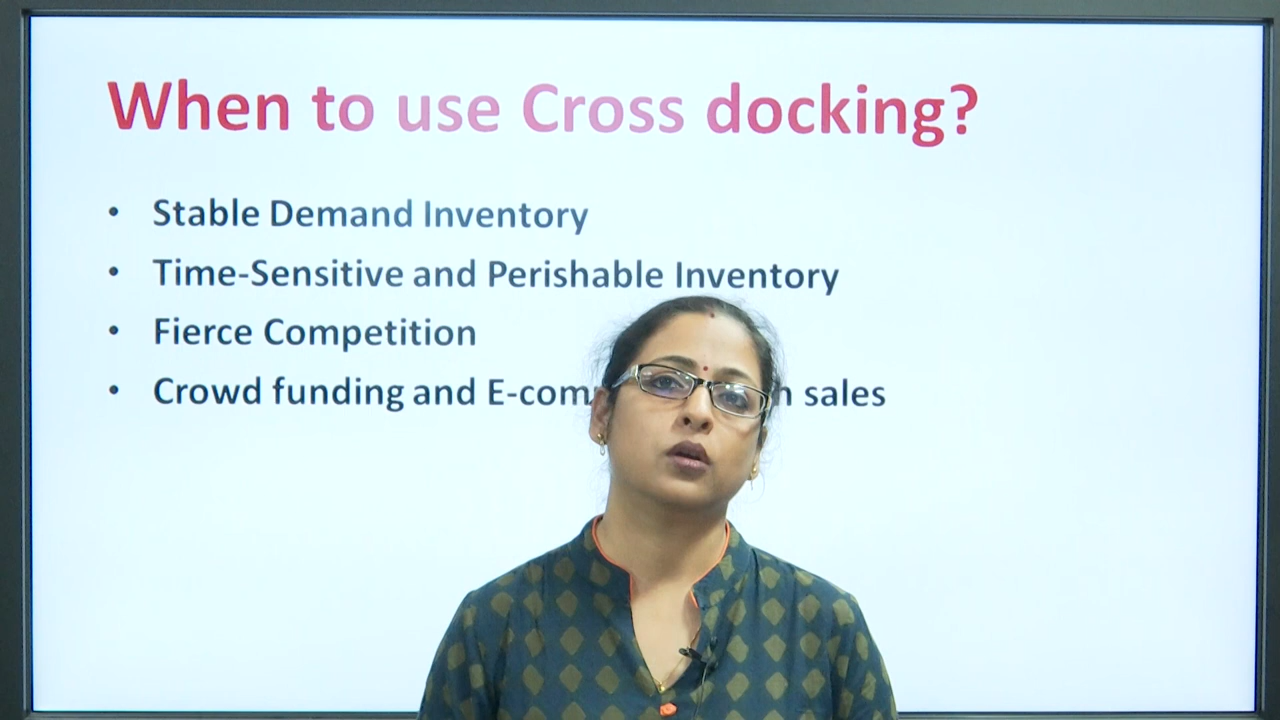 When to use Cross docking?
• Stable Demand Inventory
• Time-Sensitive and Perishable Inventory
• Fierce Competition
• Crowd funding and sales